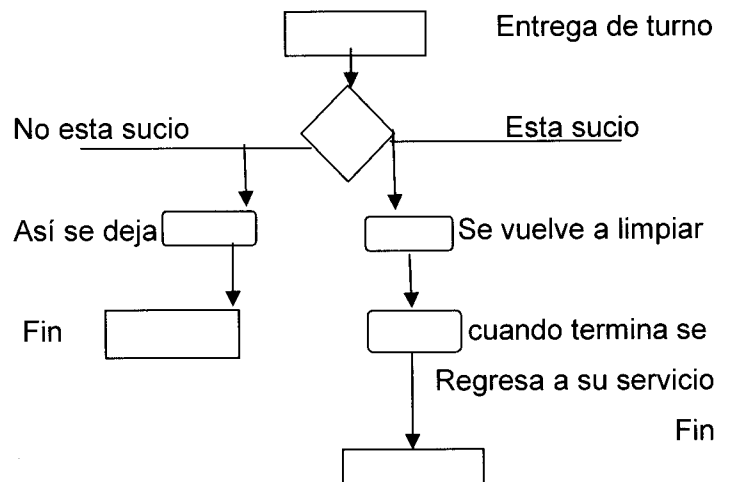 Entrega de turno
No esta sucio
Esta sucio
Así se deja
Se vuelve a limpiar
Fin
cuando termina se
Regresa a su servicio
Fin